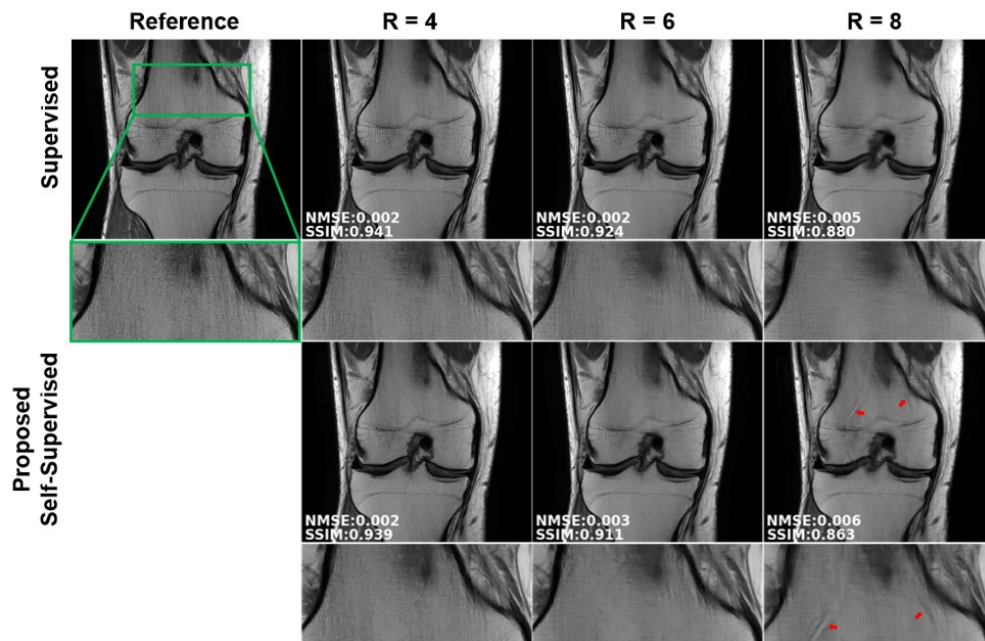 Reference
R = 4
R = 6
R = 8
Supervised
NMSE:0.002
SSIM:0.941
NMSE:0.002
SSIM:0.924
NMSE:0.005
SSIM:0.880
Proposed
Self-Supervised
NMSE:0.002
SSIM:0.939
NMSE:0.003
SSIM:0.911
NMSE:0.006
SSIM:0.863